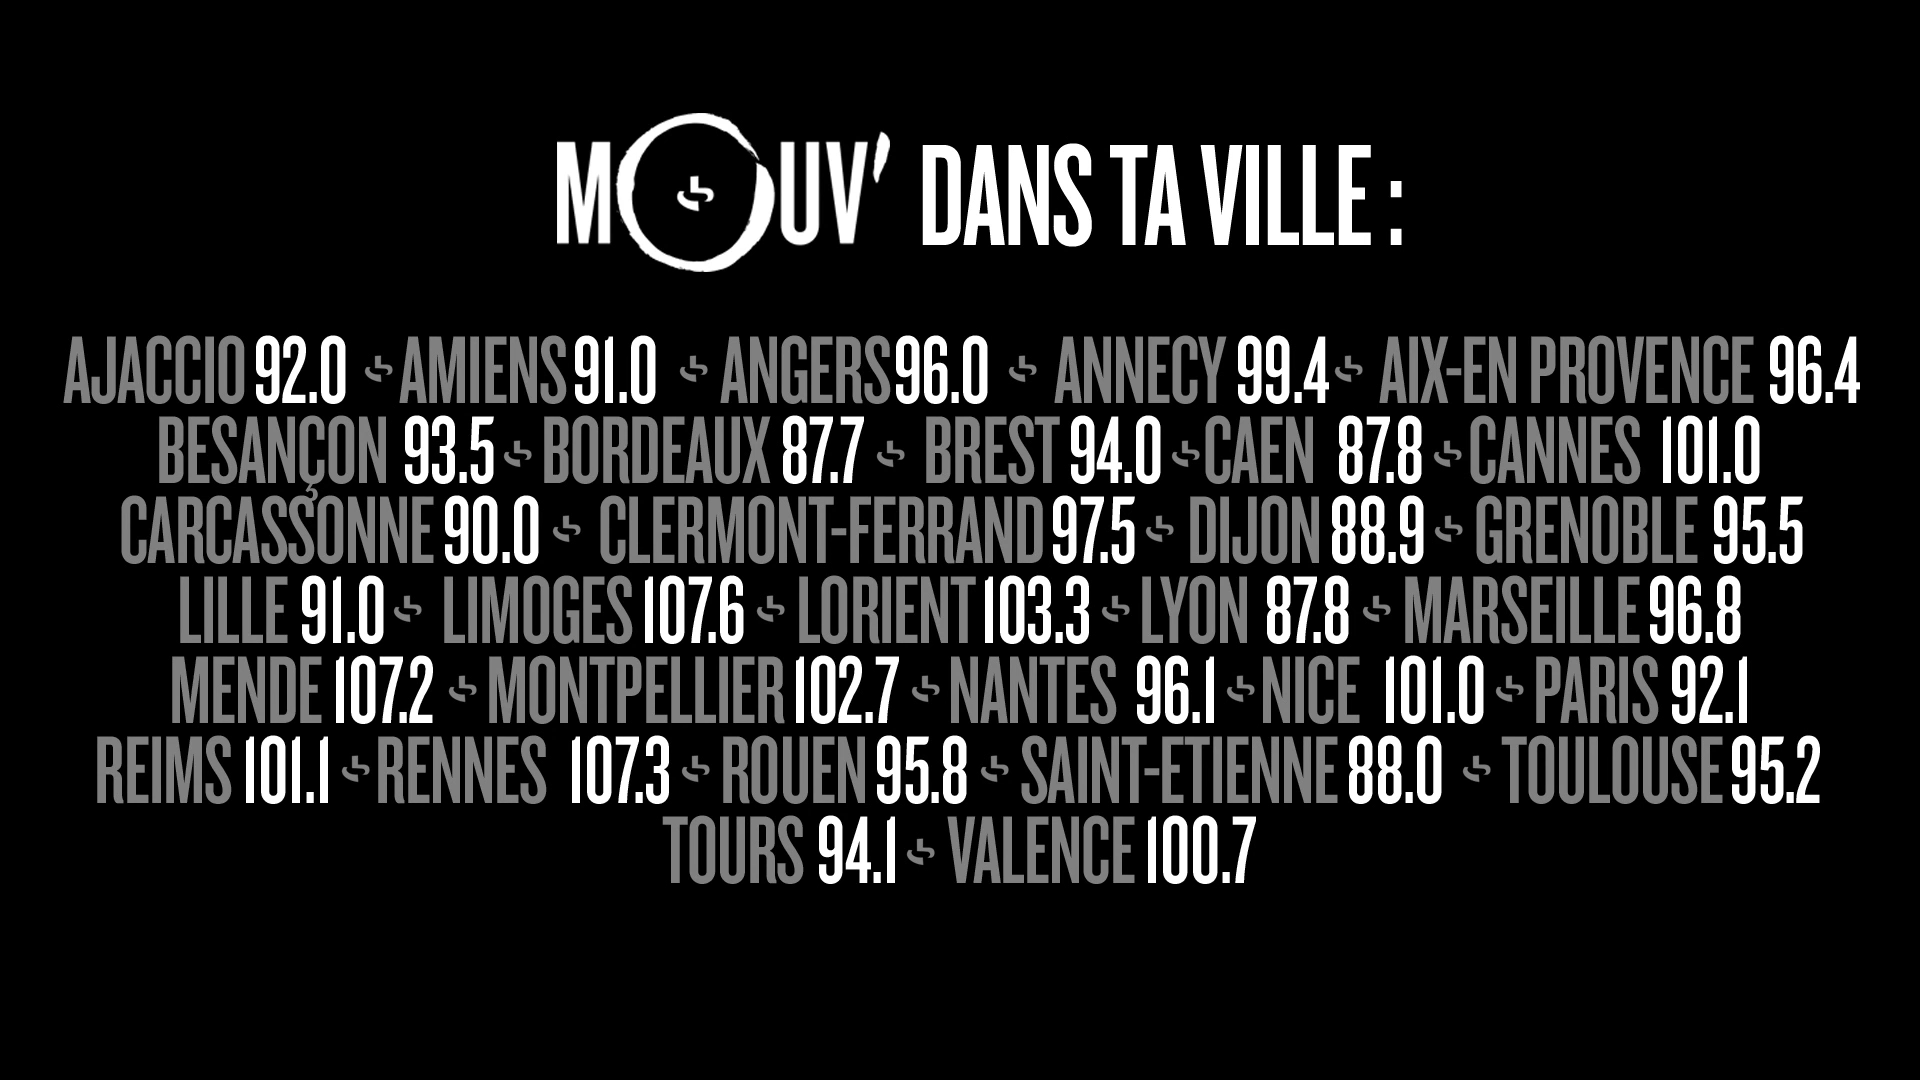 MOUV' DANS TA VILLE :
AJACCIO 92.0 AMIENS 91.0 ANGERS 96.0 ANNECY 99.4 AIX-EN PROVENCE 96.4
BESANÇON 93.5 BORDEAUX 87.7 BREST 94.0 CAEN 87.8 CANNES 101.0
CARCASSONNE 90.0 CLERMONT-FERRAND 97.5 DIJON 88.9 GRENOBLE 95.5
LILLE 91.0 LIMOGES 107.6 LORIENT 103.3 LYON 87.8 MARSEILLE 96.8
MENDE 107.2 MONTPELLIER 102.7 NANTES 96.1 NICE 101.0 PARIS 92.1
REIMS 101.1 RENNES 107.3 ROUEN 95.8 SAINT-ETIENNE 88.0 TOULOUSE 95.2
TOURS 94.1 VALENCE 100.7